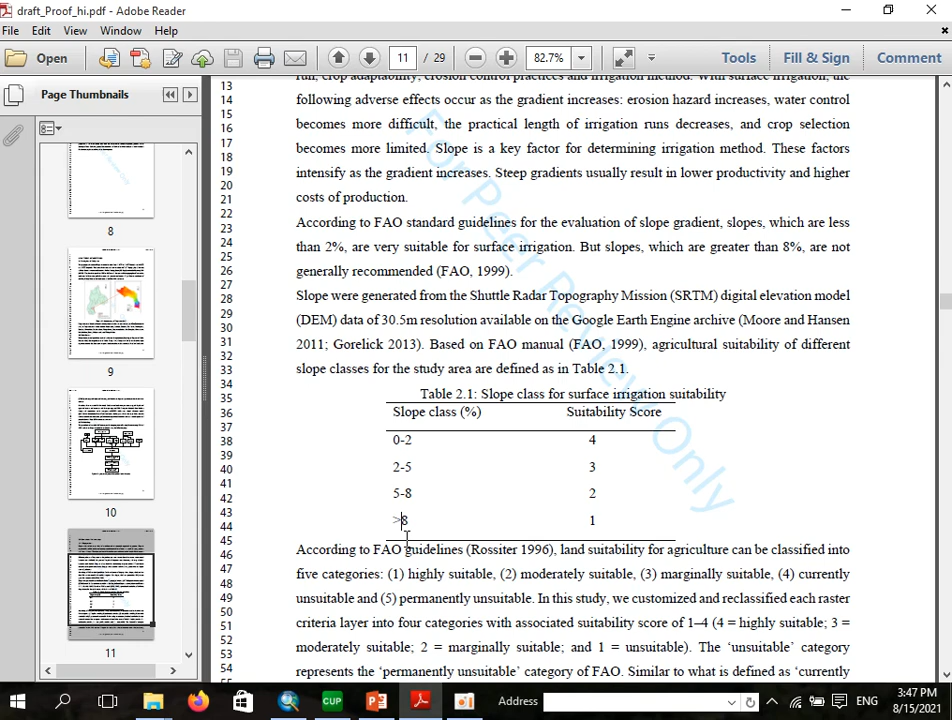 draft_Proof_hi.pdf - Adobe Reader
File Edit View Window Help
Open 11 / 29 82.7% Tools Fill & Sign Comment
Page Thumbnails
8
9
10
11
13
14
15
16
17
18
19
20
21
22
23
24
25
26
27
28
29
30
31
32
33
34
35
36
37
38
39
40
41
42
43
44
45
46
47
48
49
50
51
52
53
54
following adverse effects occur as the gradient increases: erosion hazard increases, water control
becomes more difficult, the practical length of irrigation runs decreases, and crop selection
becomes more limited. Slope is a key factor for determining irrigation method. These factors
intensify as the gradient increases. Steep gradients usually result in lower productivity and higher
costs of production.
According to FAO standard guidelines for the evaluation of slope gradient, slopes, which are less
than 2%, are very suitable for surface irrigation. But slopes, which are greater than 8%, are not
generally recommended (FAO, 1999).
Slope were generated from the Shuttle Radar Topography Mission (SRTM) digital elevation model
(DEM) data of 30.5m resolution available on the Google Earth Engine archive (Moore and Hansen
2011; Gorelick 2013). Based on FAO manual (FAO, 1999), agricultural suitability of different
slope classes for the study area are defined as in Table 2.1.
Table 2.1: Slope class for surface irrigation suitability
Slope class (%) Suitability Score
0-2 4
2-5 3
5-8 2
>8 1
According to FAO guidelines (Rossiter 1996), land suitability for agriculture can be classified into
five categories: (1) highly suitable, (2) moderately suitable, (3) marginally suitable, (4) currently
unsuitable and (5) permanently unsuitable. In this study, we customized and reclassified each raster
criteria layer into four categories with associated suitability score of 1–4 (4 = highly suitable; 3 =
moderately suitable; 2 = marginally suitable; and 1 = unsuitable). The ‘unsuitable’ category
represents the ‘permanently unsuitable’ category of FAO. Similar to what is defined as ‘currently
For Peer Review Only
CUP
Address
ENG
3:47 PM
8/15/2021